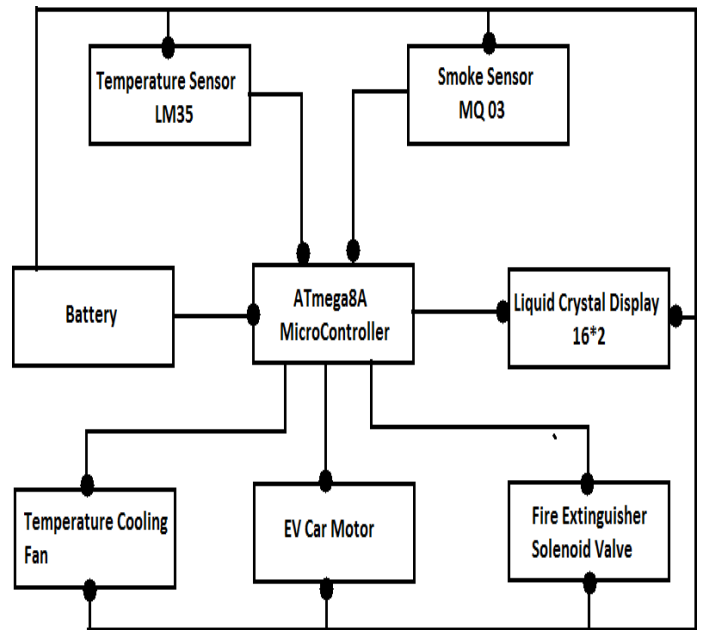 Temperature Sensor
LM35
Smoke Sensor
MQ 03
Battery
ATmega8A
MicroController
Liquid Crystal Display
16*2
Temperature Cooling
Fan
EV Car Motor
Fire Extinguisher
Solenoid Valve